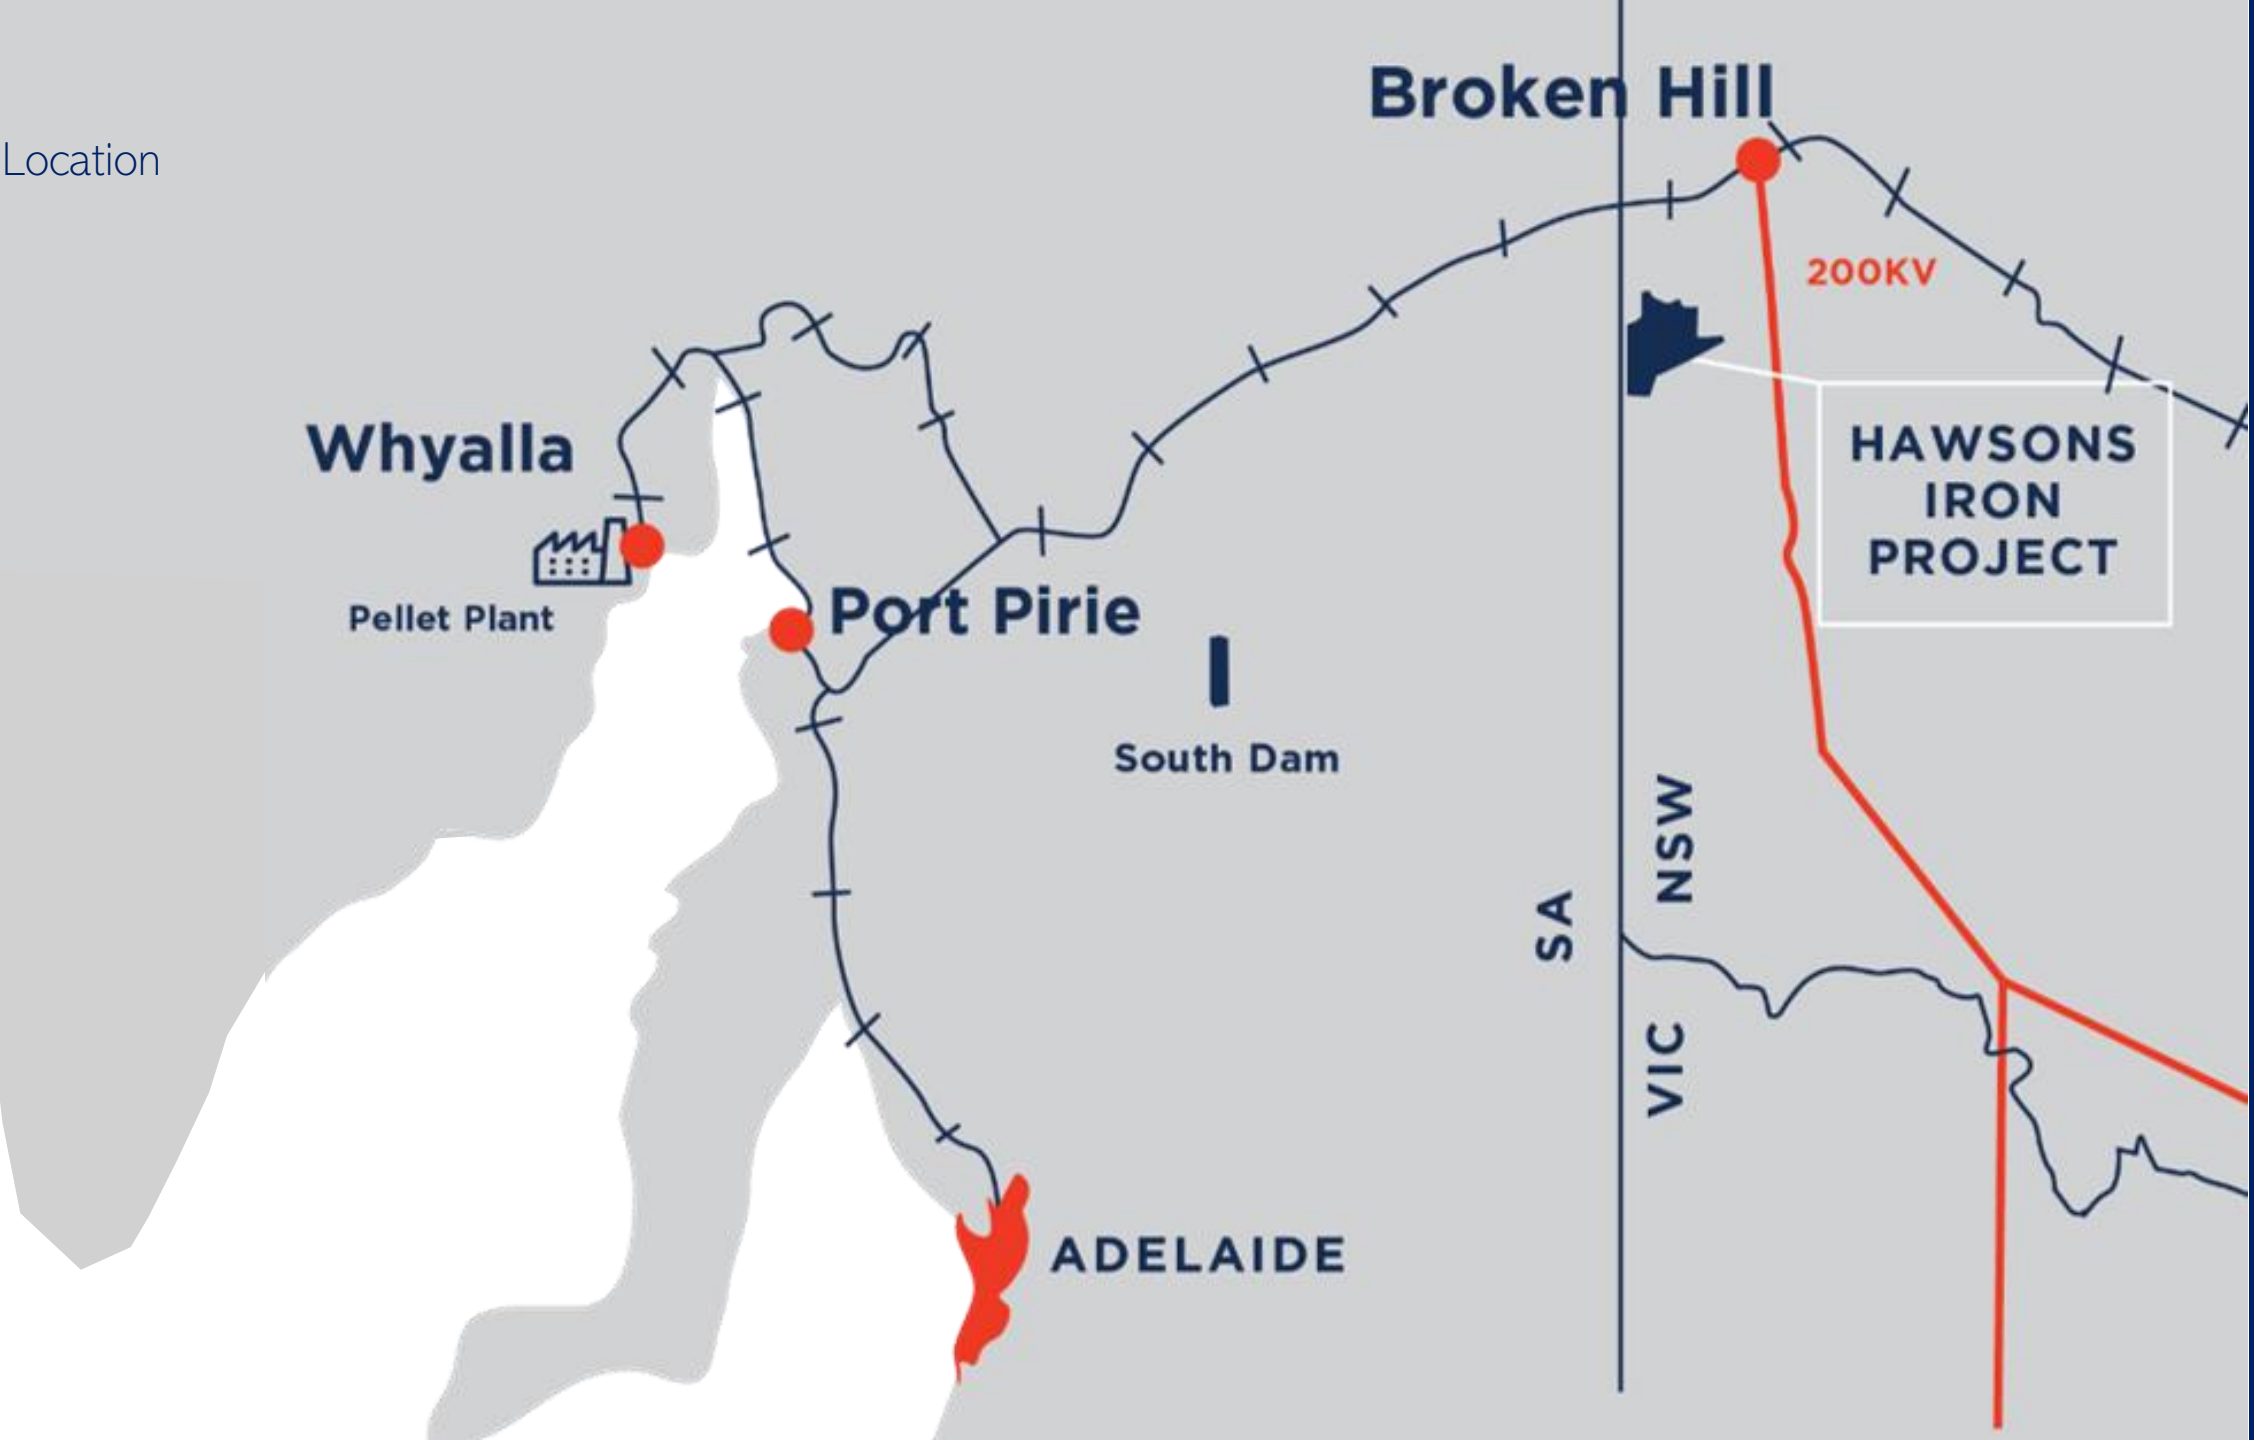 Broken Hill
Location
200KV
Whyalla
HAWSONS
IRON
PROJECT
Pellet Plant
Port Pirie
South Dam
NSW
SA
VIC
ADELAIDE